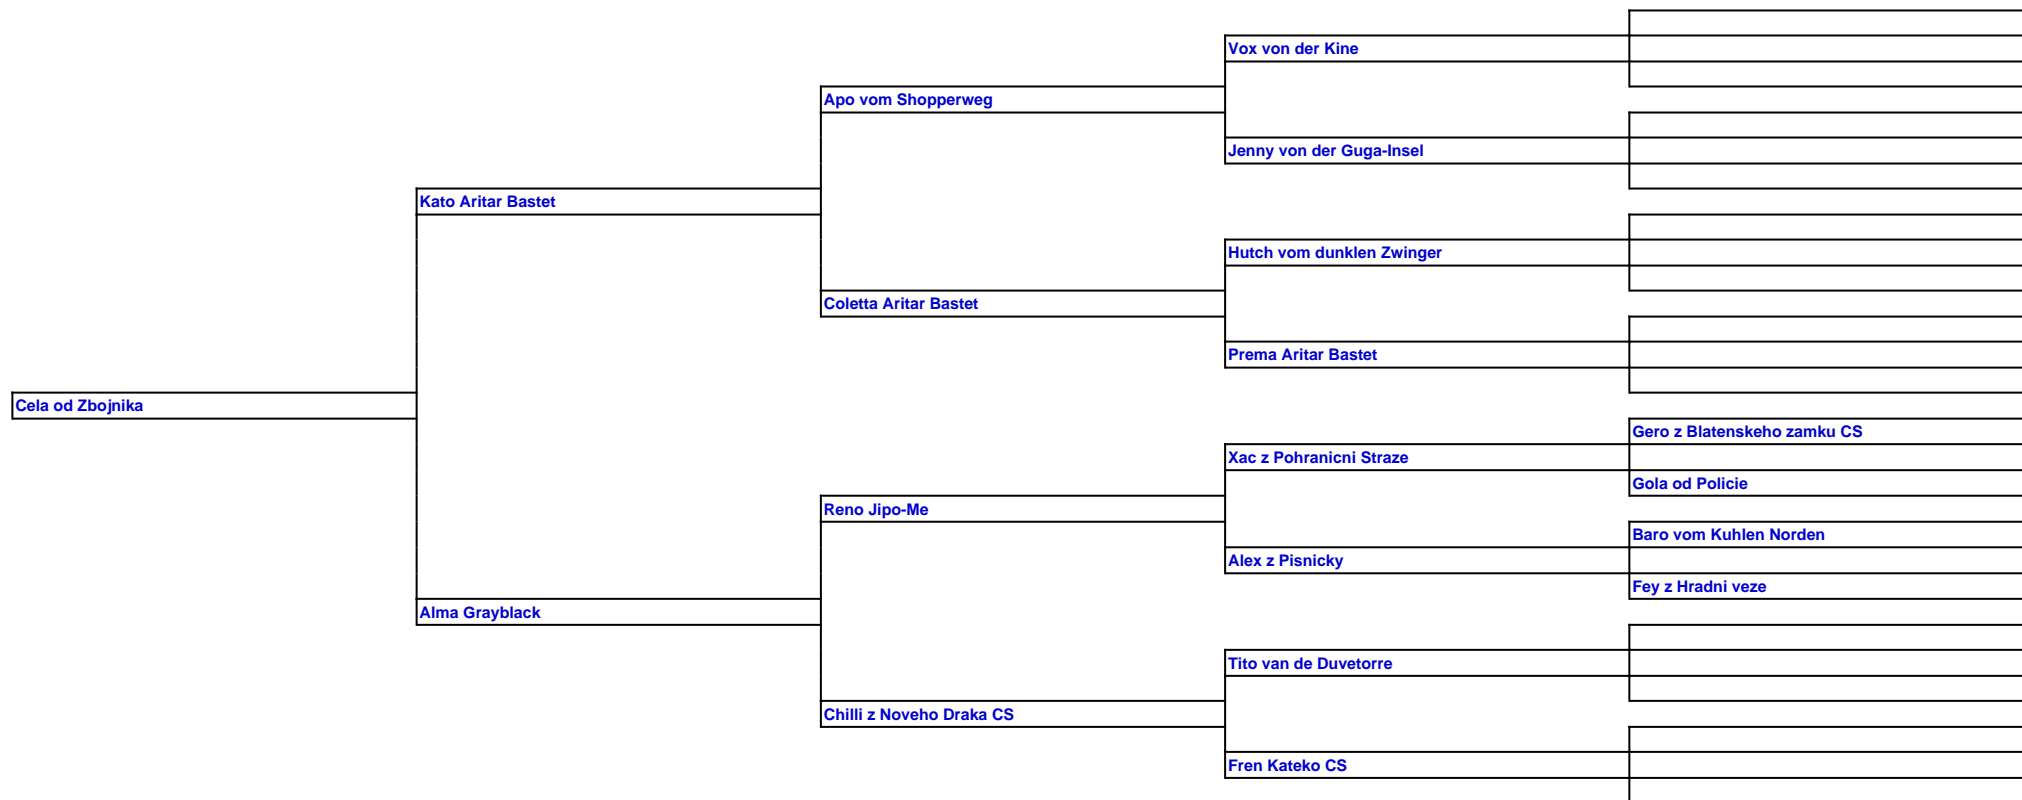 Vox von der Kine
Apo vom Shopperweg
Jenny von der Guga-Insel
Kato Aritar Bastet
Hutch vom dunklen Zwinger
Coletta Aritar Bastet
Prema Aritar Bastet
Cela od Zbojnika
Gero z Blatenskeho zamku CS
Xac z Pohranicni Straze
Gola od Policie
Reno Jipo-Me
Baro vom Kuhlen Norden
Alex z Pisnicky
Fey z Hradni veze
Alma Grayblack
Tito van de Duvetorre
Chilli z Noveho Draka CS
Fren Kateko CS